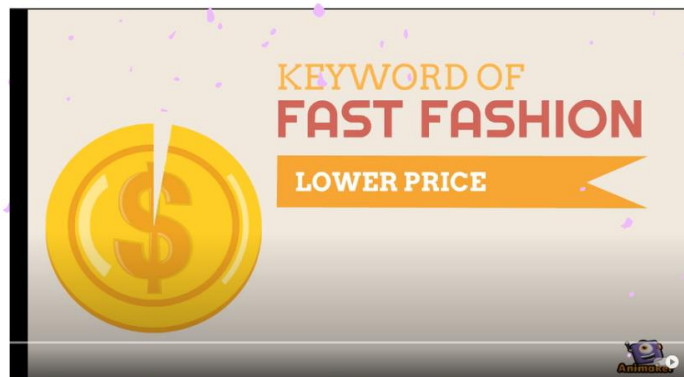 KEYWORD OF
FAST FASHION
LOWER PRICE
$
Animaker